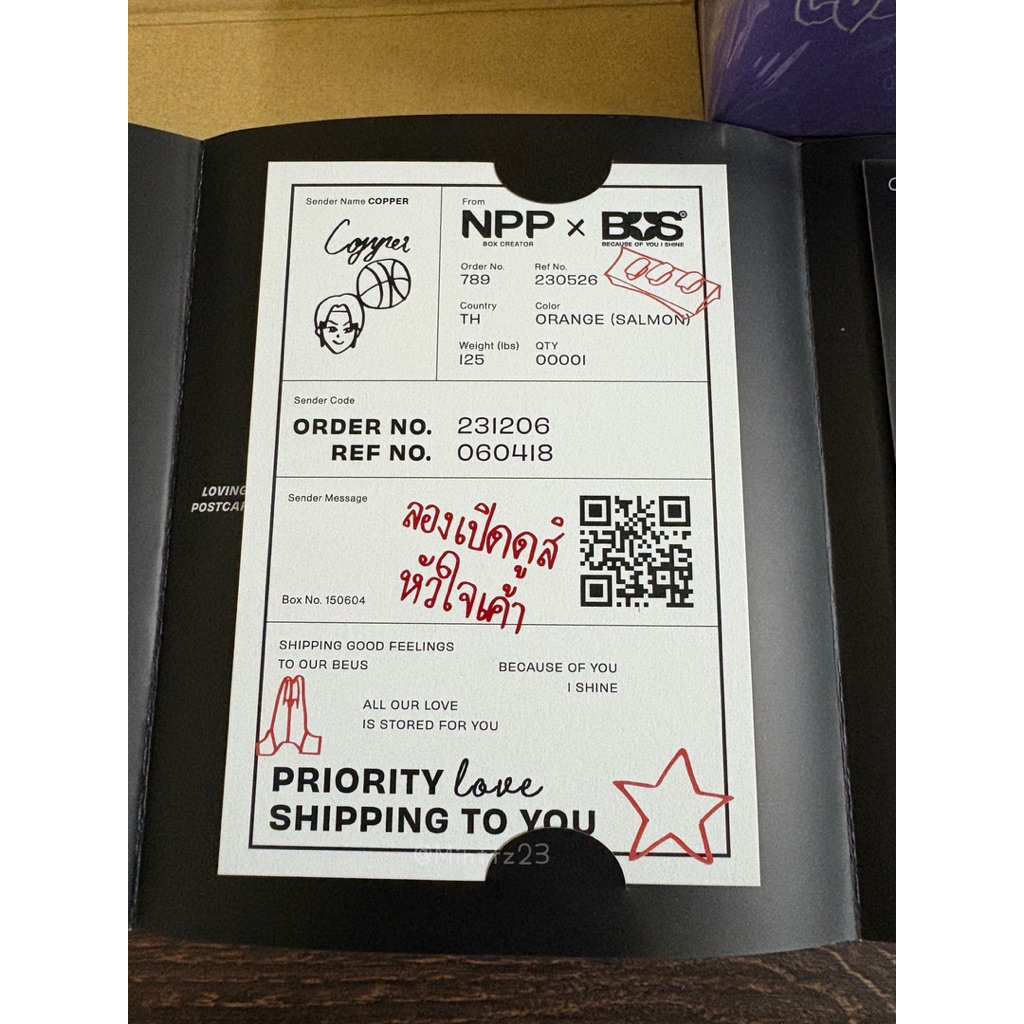 Sender Name COPPER
Copper
From
NPP × BUS
BOX CREATOR
BECAUSE OF YOU I SHINE
Order No. Ref No.
789 230526
Country Color
TH ORANGE (SALMON)
Weight (lbs) QTY
125 00001
Sender Code
ORDER NO. 231206
REF NO. 060418
LOVING
Sender Message
ลองเปิดดูส์
หัวใจเค้า
Box No. 150604
SHIPPING GOOD FEELINGS
TO OUR BEUS
BECAUSE OF YOU
I SHINE
ALL OUR LOVE
IS STORED FOR YOU
PRIORITY love
SHIPPING TO YOU